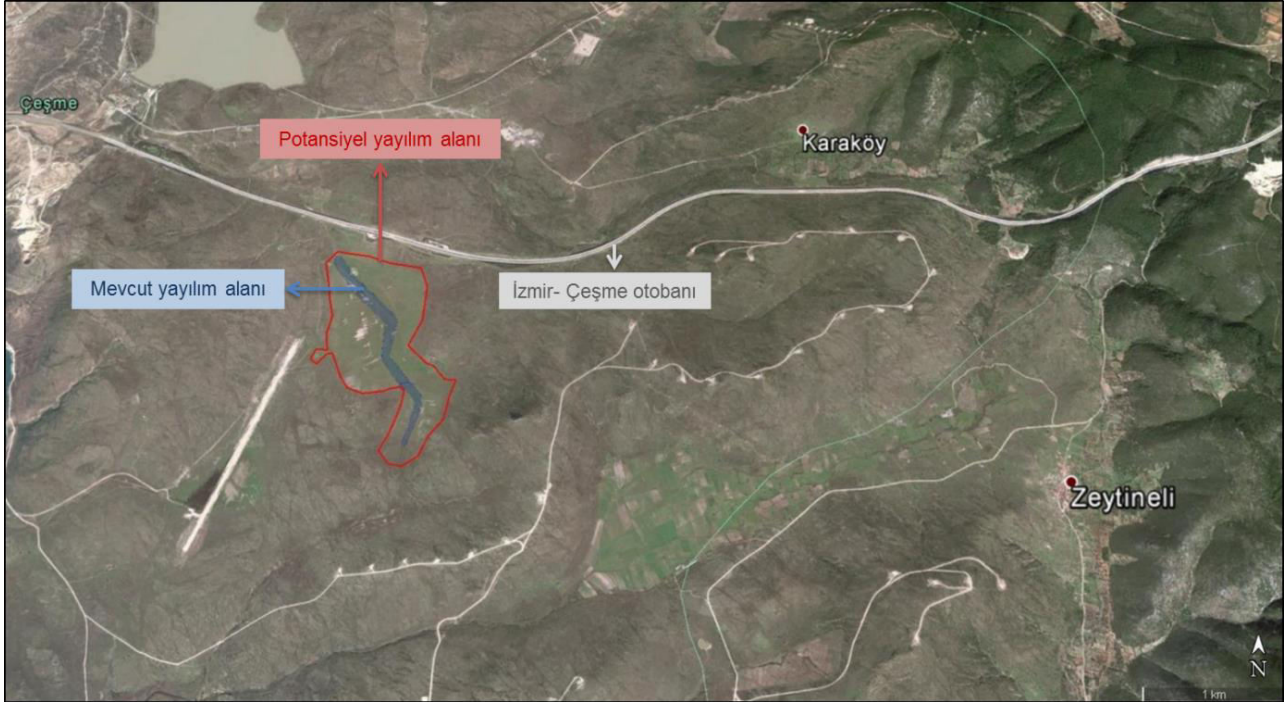 Çeşme
Potansiyel yayılım alanı
Karaköy
Mevcut yayılım alanı
İzmir- Çeşme otobanı
Zeytineli
N
1 km